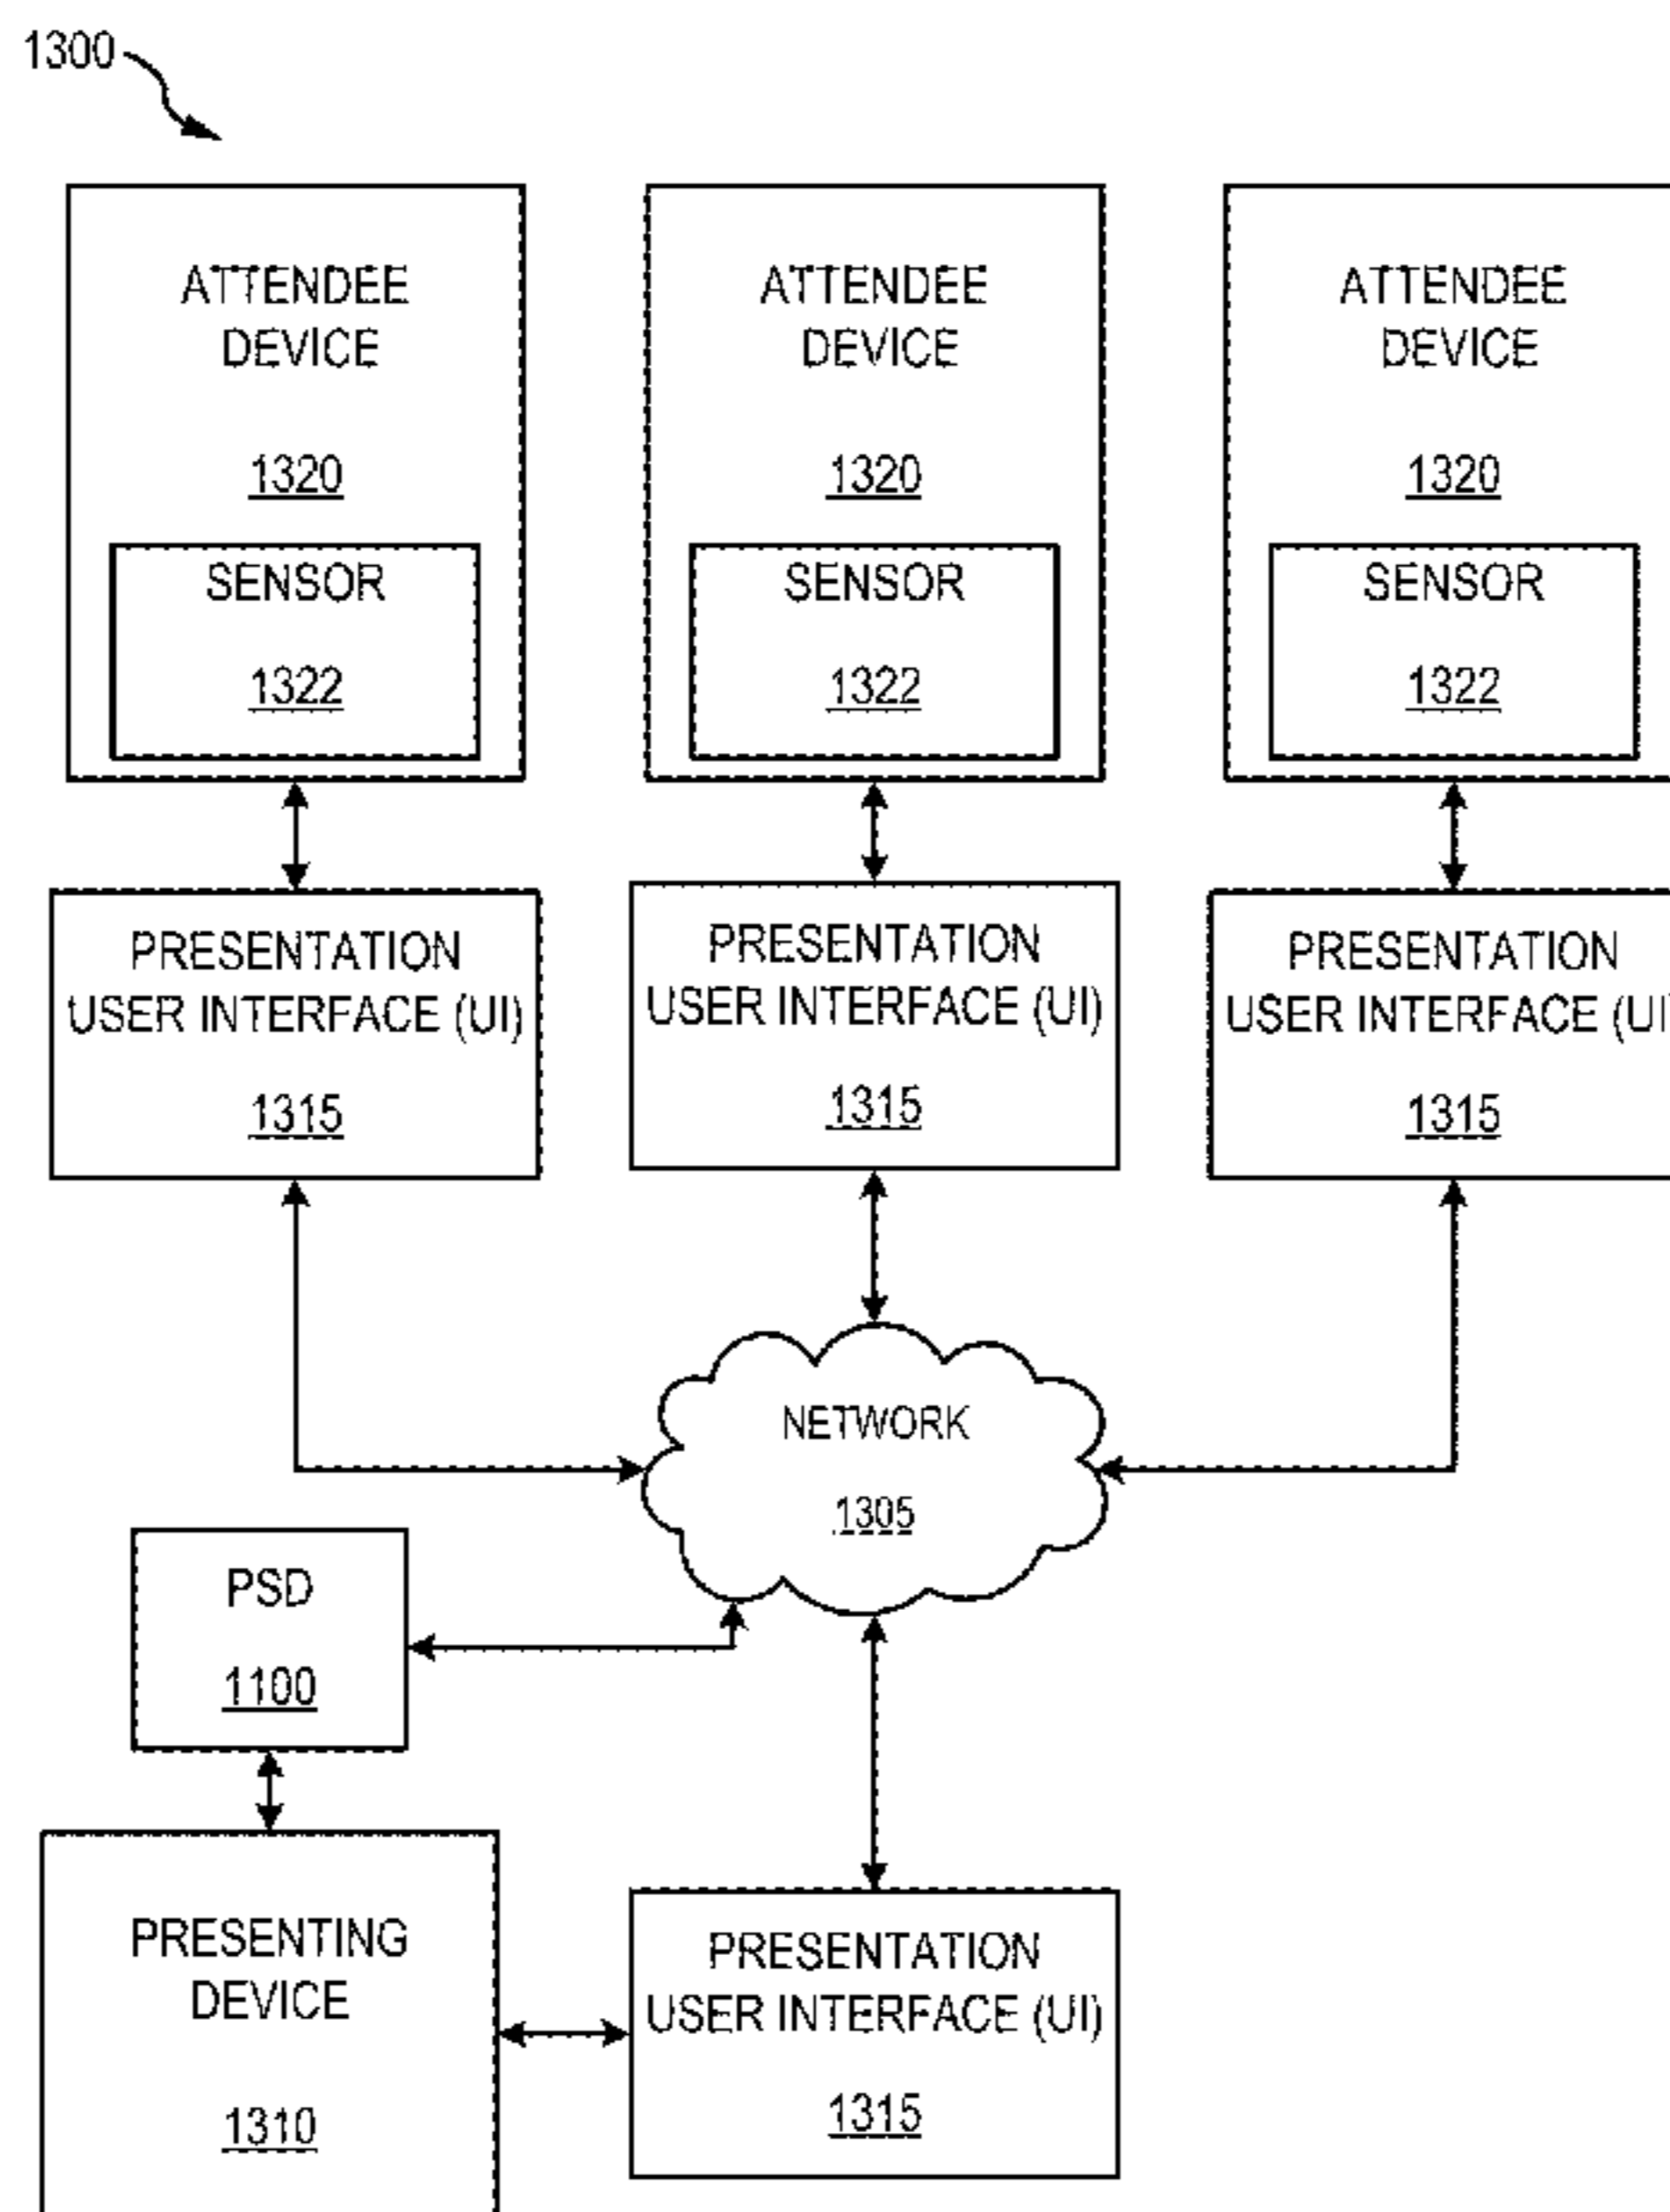 1300
ATTENDEE
DEVICE
1320
SENSOR
1322
ATTENDEE
DEVICE
1320
SENSOR
1322
ATTENDEE
DEVICE
1320
SENSOR
1322
PRESENTATION
USER INTERFACE (UI)
1315
PRESENTATION
USER INTERFACE (UI)
1315
PRESENTATION
USER INTERFACE (UI
1315
NETWORK
1305
PSD
1100
PRESENTING
DEVICE
1310
PRESENTATION
USER INTERFACE (UI)
1315